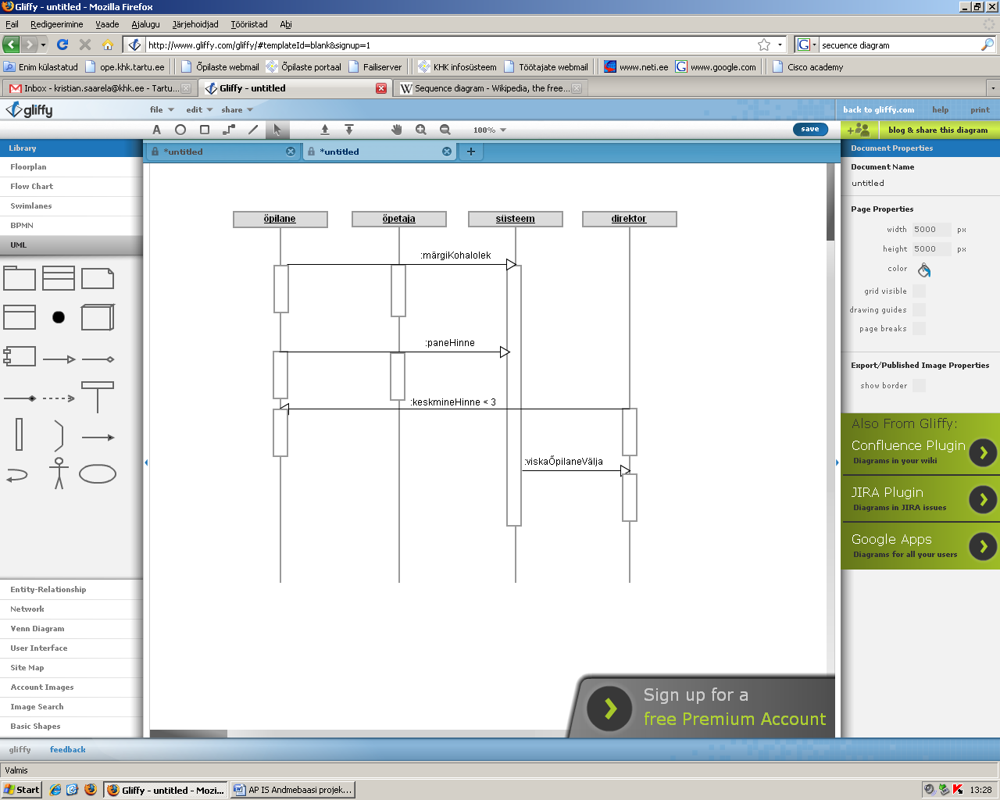 Gliffy - untitled - Mozilla Firefox
Fail Redigeerimine Vaade Ajalugu Järjehoidjad Tööriistad Abi
http://www.gliffy.com/gliffy/#templateId=blank&signup=1
G secuence diagram
Enim külastatud ope.khk.tartu.ee Õpilaste webmail Õpilaste portaal Failiserver KHK infosüsteem Töötajate webmail www.neti.ee www.google.com Cisco academy
Inbox - kristian.saarela@khk.ee - Tartu... Gliffy - untitled Sequence diagram - Wikipedia, the free...
gliffy file edit share back to gliffy.com help print
A 100% save blog & share this diagram
Library
*untitled
*untitled
+
Document Properties
Floorplan
Flow Chart
Swimlanes
BPMN
UML
Entity-Relationship
Network
Venn Diagram
User Interface
Site Map
Account Images
Image Search
Basic Shapes
õpilane õpetaja süsteem direktor
:märgiKohalolek
:paneHinne
:keskmineHinne < 3
:viskaÕpilaneVälja
Document Name
untitled
Page Properties
width 5000 px
height 5000 px
color
grid visible
drawing guides
page breaks
Export/Published Image Properties
show border
Also From Gliffy:
Confluence Plugin
Diagrams in your wiki
JIRA Plugin
Diagrams in JIRA issues
Google Apps
Diagrams for all your users
Sign up for a
free Premium Account
gliffy feedback
Valmis
Start Gliffy - untitled - Mozi... AP IS Andmebaasi projek... 13:28